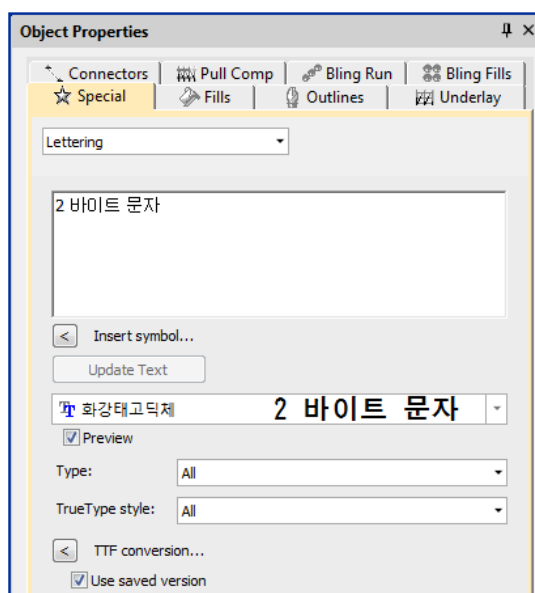 Object Properties
Connectors Pull Comp Bling Run Bling Fills
Special Fills Outlines Underlay
Lettering
2 바이트 문자
< Insert symbol...
Update Text
화강태고딕체 2 바이트 문자
Preview
Type: All
TrueType style: All
< TTF conversion...
Use saved version